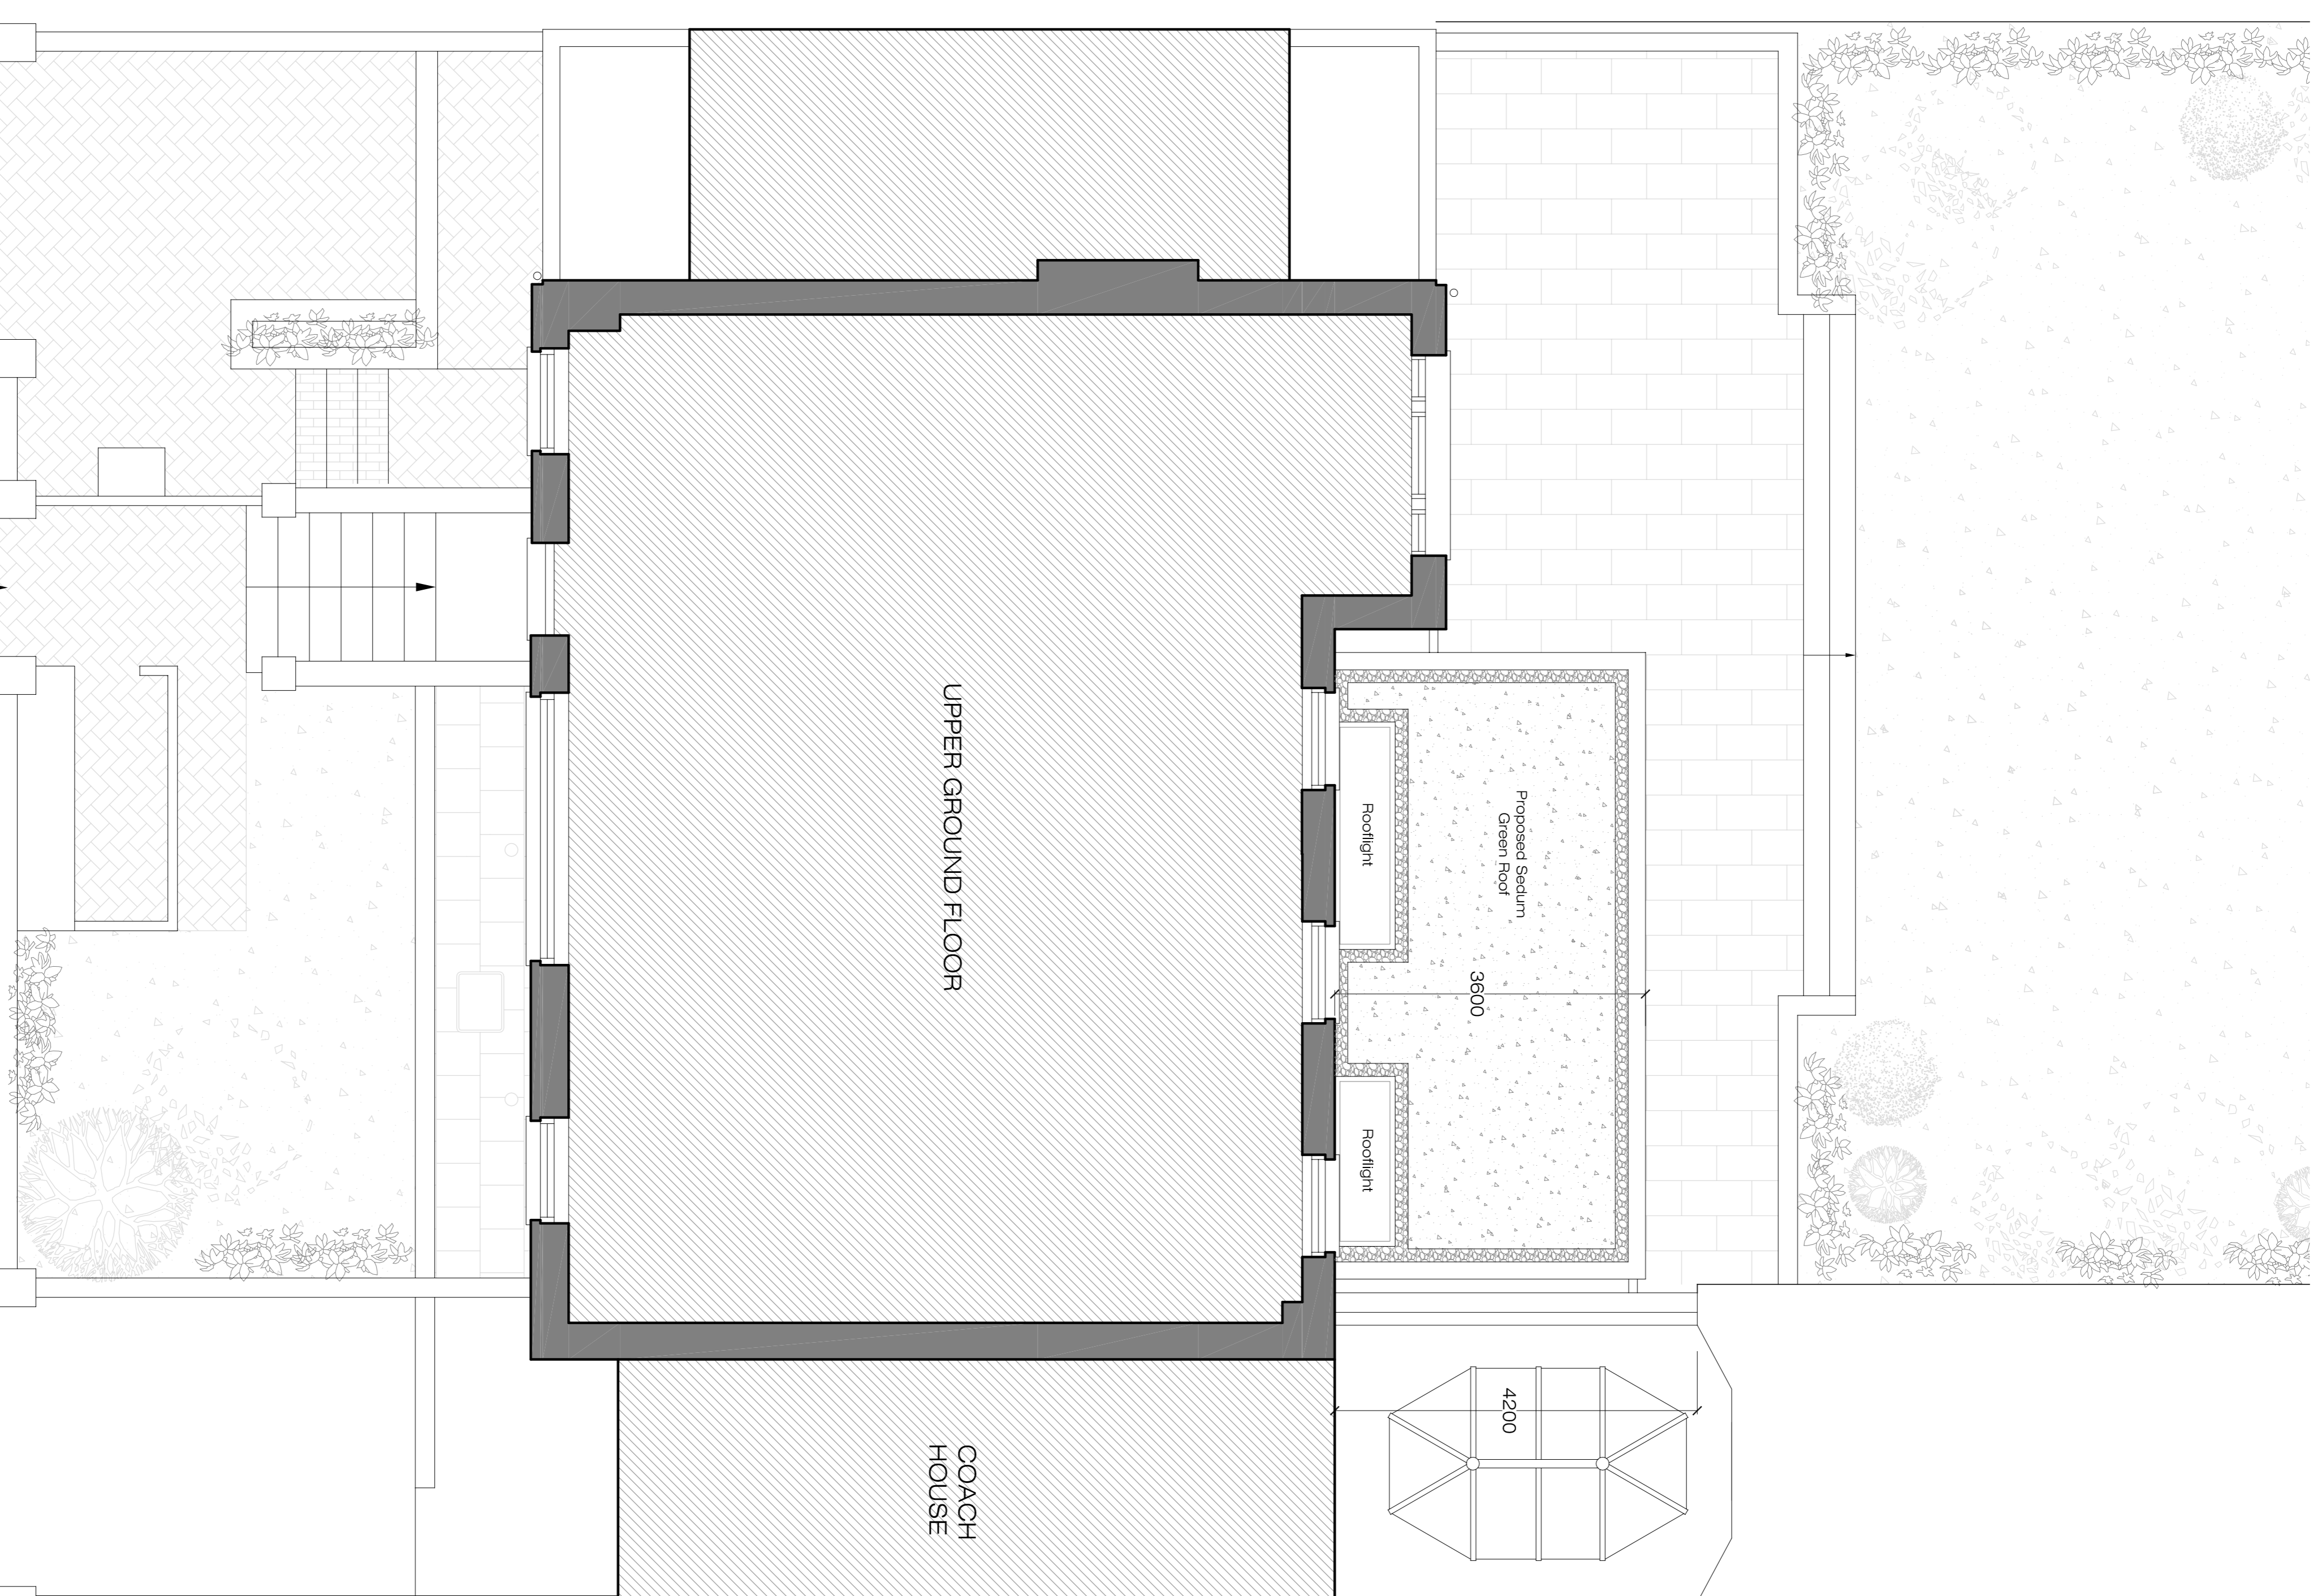 UPPER GROUND FLOOR
Proposed Sedum
Green Roof
Rooflight
3600
Rooflight
4200
COACH
HOUSE